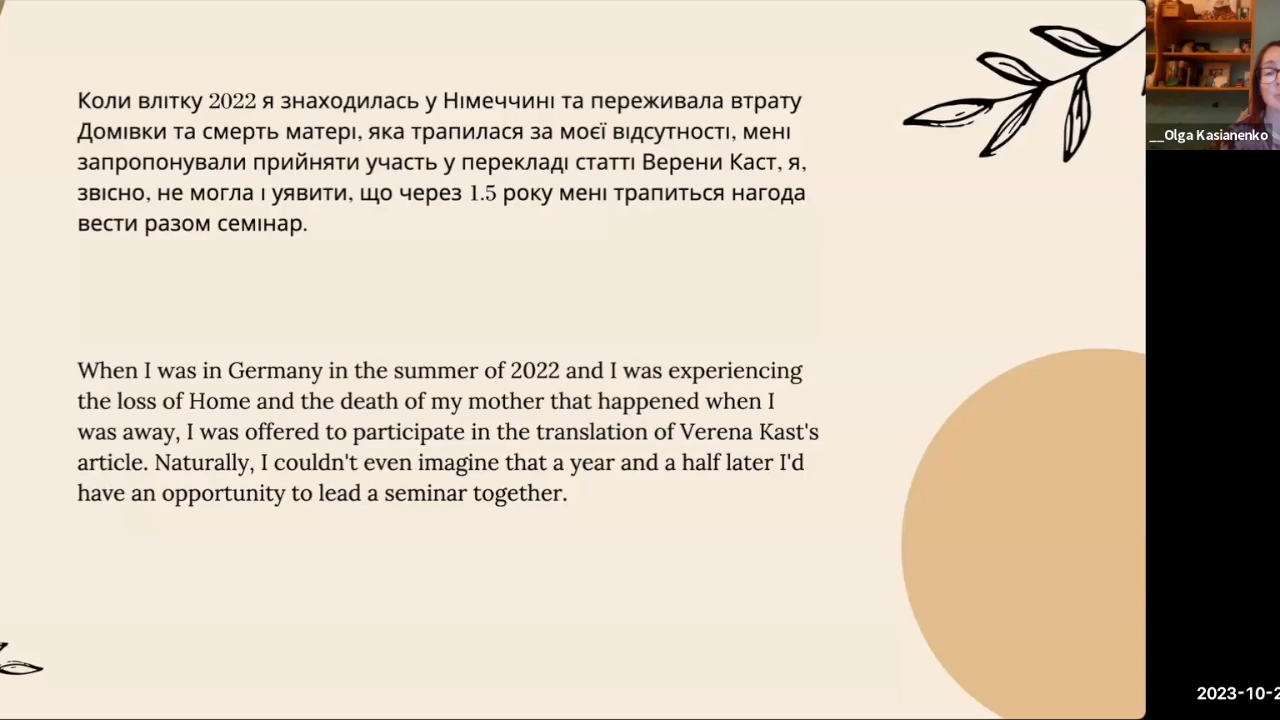 Коли влітку 2022 я знаходилась у Німеччині та переживала втрату
Домівки та смерть матері, яка трапилася за моєї відсутності, мені
запропонували прийняти участь у перекладі статті Верени Каст, я,
звісно, не могла і уявити, що через 1.5 року мені трапиться нагода
вести разом семінар.
When I was in Germany in the summer of 2022 and I was experiencing
the loss of Home and the death of my mother that happened when I
was away, I was offered to participate in the translation of Verena Kast's
article. Naturally, I couldn't even imagine that a year and a half later I'd
have an opportunity to lead a seminar together.
__Olga Kasianenko
2023-10-2